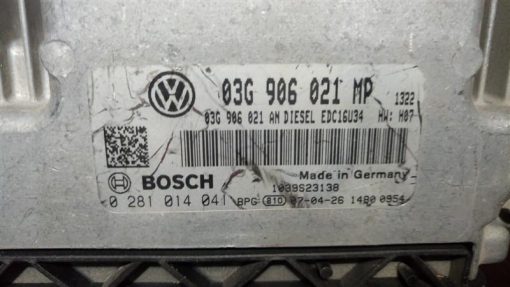 03G 906 021 MP 1322
03G 906 021 AN DIESEL EDC16U34 HW: H07
Made in Germany
BOSCH 1039S23138
0 281 014 041 BPG 810 07-04-26 1480 0954